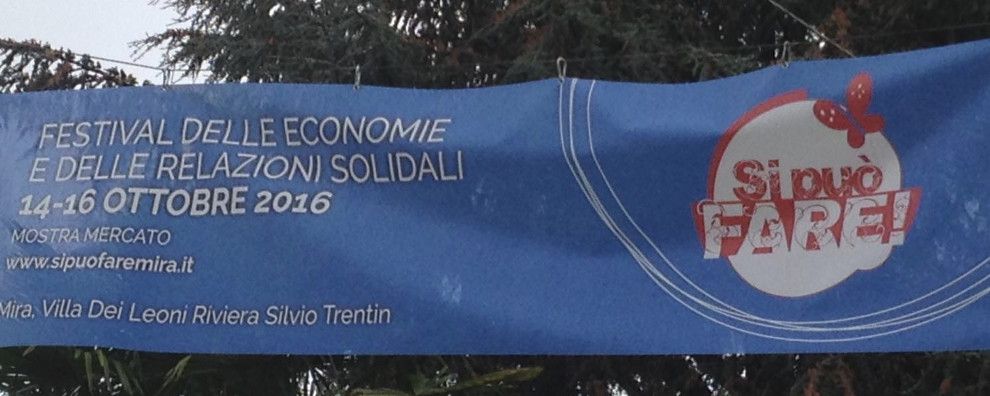 FESTIVAL DELLE ECONOMIE
E DELLE RELAZIONI SOLIDALI
14-16 OTTOBRE 2016
MOSTRA MERCATO
www.sipuofaremira.it
Mira, Villa Dei Leoni Riviera Silvio Trentin
Si può
FARE!